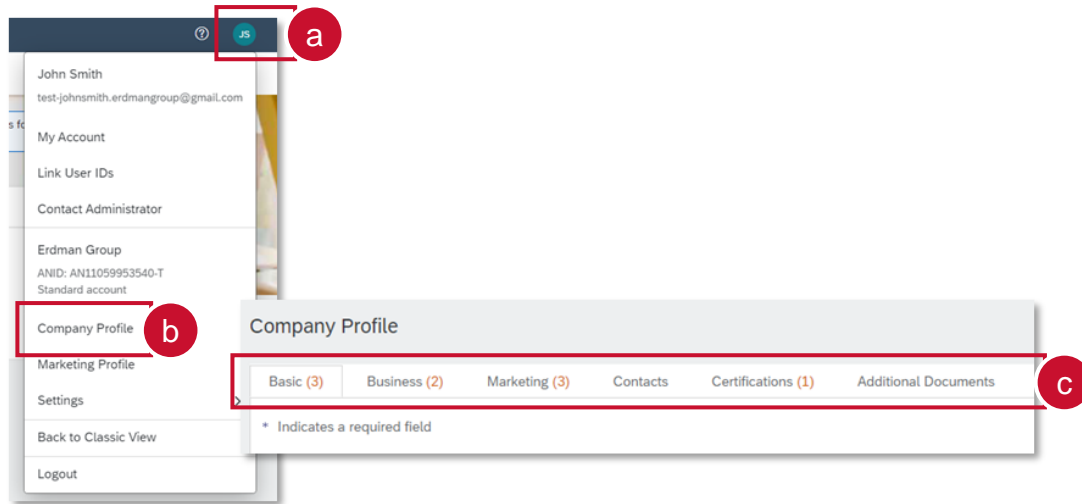 ?
JS
a
John Smith
test-johnsmith.erdmangroup@gmail.com
s fo
My Account
Link User IDs
Contact Administrator
Erdman Group
ANID: AN11059953540-T
Standard account
Company Profile
b
Marketing Profile
Settings
Back to Classic View
Logout
Company Profile
Basic (3) Business (2) Marketing (3) Contacts Certifications (1) Additional Documents
c
* Indicates a required field